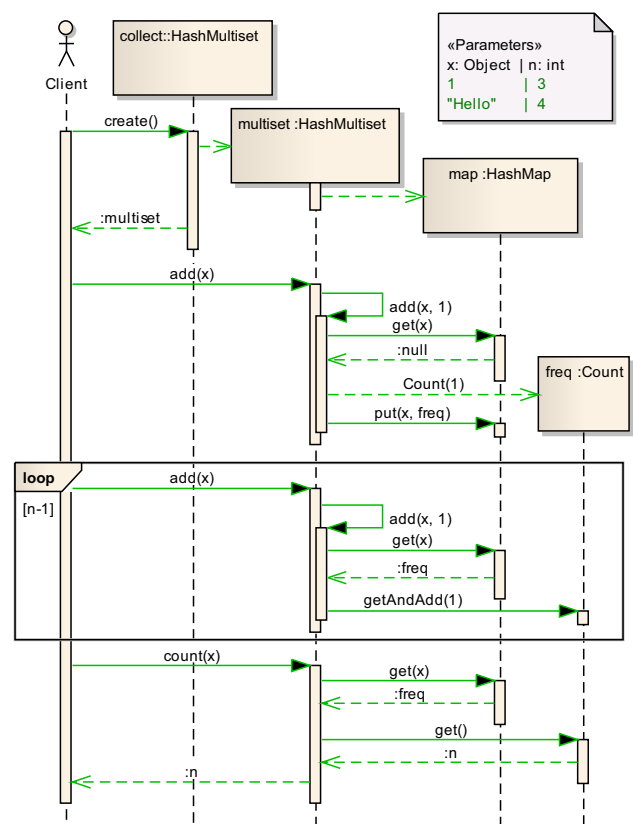 collect::HashMultiset
«Parameters»
x: Object | n: int
1 | 3
"Hello" | 4
Client
create()
multiset :HashMultiset
map :HashMap
:multiset
add(x)
add(x, 1)
get(x)
:null
freq :Count
Count(1)
put(x, freq)
loop
add(x)
[n-1]
add(x, 1)
get(x)
:freq
getAndAdd(1)
count(x)
get(x)
:freq
get()
:n
:n